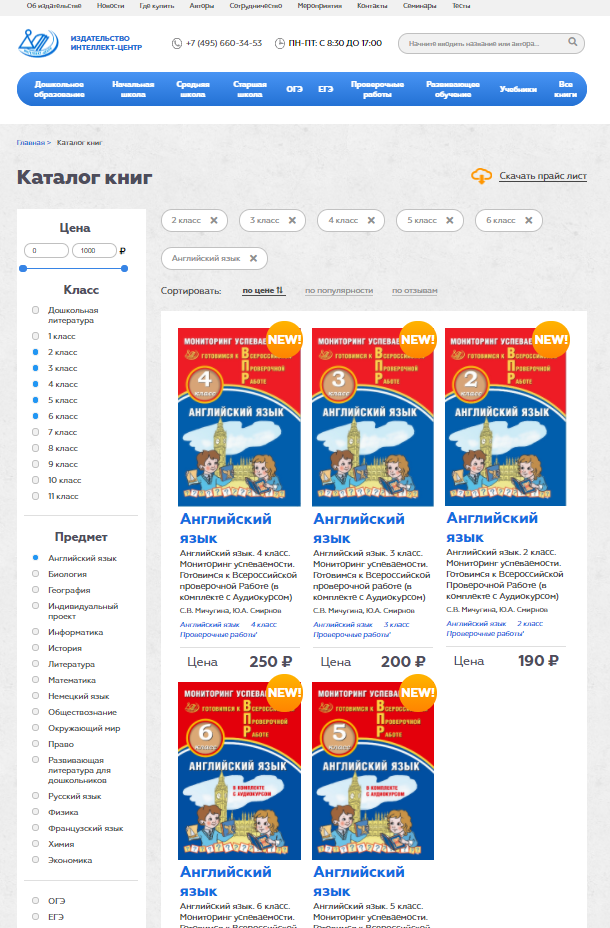 Об издательстве Новости Где купить Авторы Сотрудничество Мероприятия Контакты Семинары Тесты
ИЗДАТЕЛЬСТВО
ИНТЕЛЛЕКТ-ЦЕНТР
+7 (495) 660-34-53
ПН-ПТ: С 8:30 ДО 17:00
Начните вводить название или автора...
Дошкольное образование
Начальная школа
Средняя школа
Старшая школа
ОГЭ
ЕГЭ
Проверочные работы
Развивающее обучение
Учебники
Все книги
Главная > Каталог книг
Каталог книг
Скачать прайс лист
Цена
0 1000 ₽
Класс
Дошкольная
литература
1 класс
2 класс
3 класс
4 класс
5 класс
6 класс
7 класс
8 класс
9 класс
10 класс
11 класс
Предмет
Английский язык
Биология
География
Индивидуальный
проект
Информатика
История
Литература
Математика
Немецкий язык
Обществознание
Окружающий мир
Право
Развивающая
литература для
дошкольников
Русский язык
Физика
Французский язык
Химия
Экономика
ОГЭ
ЕГЭ
2 класс 3 класс 4 класс 5 класс 6 класс
Английский язык
Сортировать: по цене по популярности по отзывам
МОНИТОРИНГ УСПЕВАЕ
NEW!
ГОТОВИМСЯ К ВСЕРОССИ
ПРОВЕРОЧНОЙ
РАБОТЕ
4
класс
АНГЛИЙСКИЙ ЯЗЫК
Английский
язык
Английский язык. 4 класс.
Мониторинг успеваемости.
Готовимся к Всероссийской
проверочной Работе (в
комплекте с Аудиокурсом)
С.В. Мичугина, Ю.А. Смирнов
Английский язык 4 класс
Проверочные работы'
Цена 250 ₽
МОНИТОРИНГ УСПЕВАЕ
NEW!
ГОТОВИМСЯ К ВСЕРОССИ
ПРОВЕРОЧНОЙ
РАБОТЕ
3
класс
АНГЛИЙСКИЙ ЯЗЫК
Английский
язык
Английский язык. 3 класс.
Мониторинг успеваемости.
Готовимся к Всероссийской
проверочной Работе (в
комплекте с Аудиокурсом)
С.В. Мичугина, Ю.А. Смирнов
Английский язык 3 класс
Проверочные работы'
Цена 200 ₽
МОНИТОРИНГ УСПЕВАЕ
NEW!
ГОТОВИМСЯ К ВСЕРОССИ
ПРОВЕРОЧНОЙ
РАБОТЕ
2
класс
АНГЛИЙСКИЙ ЯЗЫК
Английский
язык
Английский язык. 2 класс.
Мониторинг успеваемости.
Готовимся к Всероссийской
Проверочной Работе (в
комплекте с Аудиокурсом)
С.В. Мичугина, Ю.А. Смирнов
Английский язык 2 класс
Проверочные работы'
Цена 190 ₽
МОНИТОРИНГ УСПЕВАЕ
NEW!
ГОТОВИМСЯ К ВСЕРОССИ
ПРОВЕРОЧНОЙ
РАБОТЕ
6
класс
АНГЛИЙСКИЙ ЯЗЫК
В КОМПЛЕКТЕ
С АУДИОКУРСОМ
Английский
язык
Английский язык. 6 класс.
Мониторинг успеваемости.
Готовимся к Всероссийской
МОНИТОРИНГ УСПЕВАЕ
NEW!
ГОТОВИМСЯ К ВСЕРОССИ
ПРОВЕРОЧНОЙ
РАБОТЕ
5
класс
АНГЛИЙСКИЙ ЯЗЫК
В КОМПЛЕКТЕ
С АУДИОКУРСОМ
Английский
язык
Английский язык. 5 класс.
Мониторинг успеваемости.
Готовимся к Всероссийской